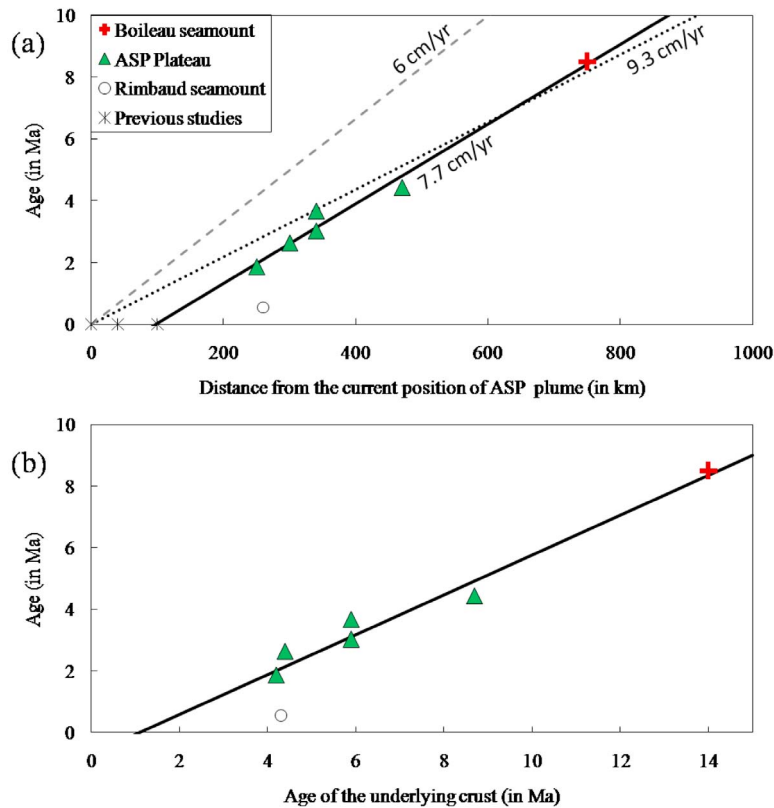 (a)
10
8
6
4
2
0
Age (in Ma)
Boileau seamount
ASP Plateau
Rimbaud seamount
Previous studies
6 cm/yr
9.3 cm/yr
7.7 cm/yr
0 200 400 600 800 1000
Distance from the current position of ASP plume (in km)
(b)
10
8
6
4
2
0
Age (in Ma)
0 2 4 6 8 10 12 14
Age of the underlying crust (in Ma)